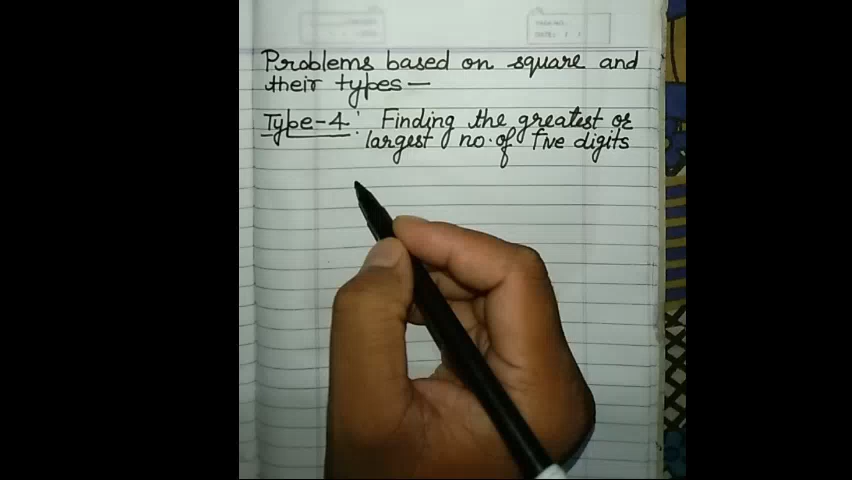 Problems based on square and
their types —
Type-4: Finding the greatest or
largest no. of five digits